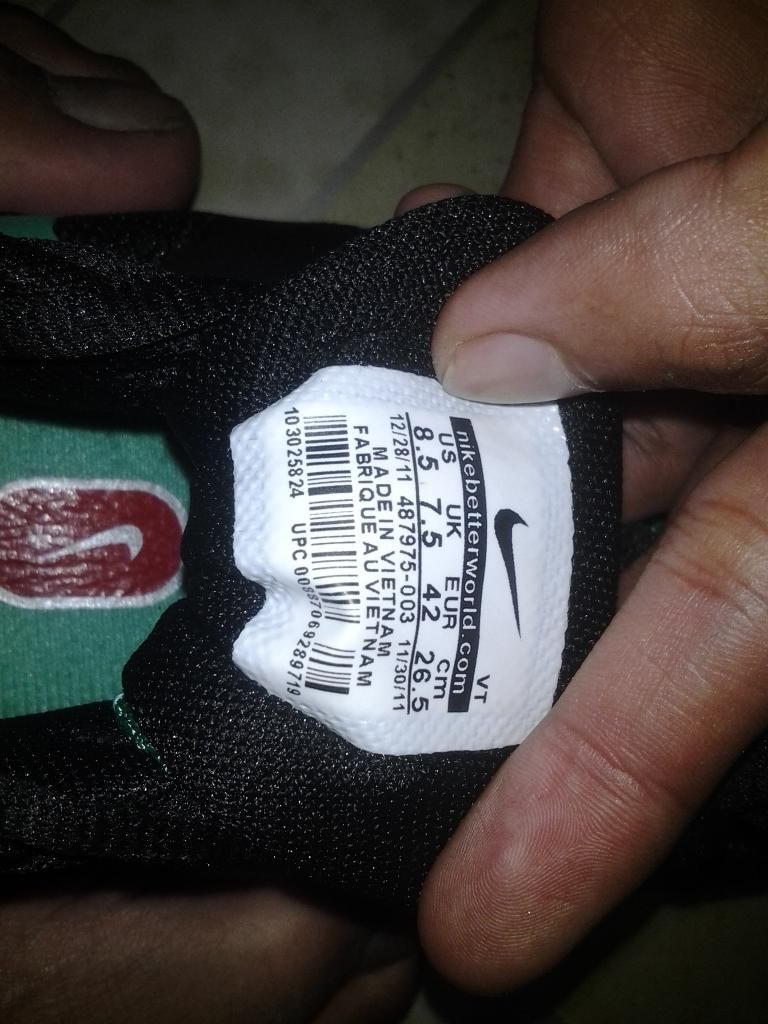 VT
nikebetterworld.com
US UK EUR cm
8.5 7.5 42 26.5
12/28/11 487975-003 11/30/11
MADE IN VIETNAM
FABRIQUE AU VIETNAM
103025824 UPC 00887069289719